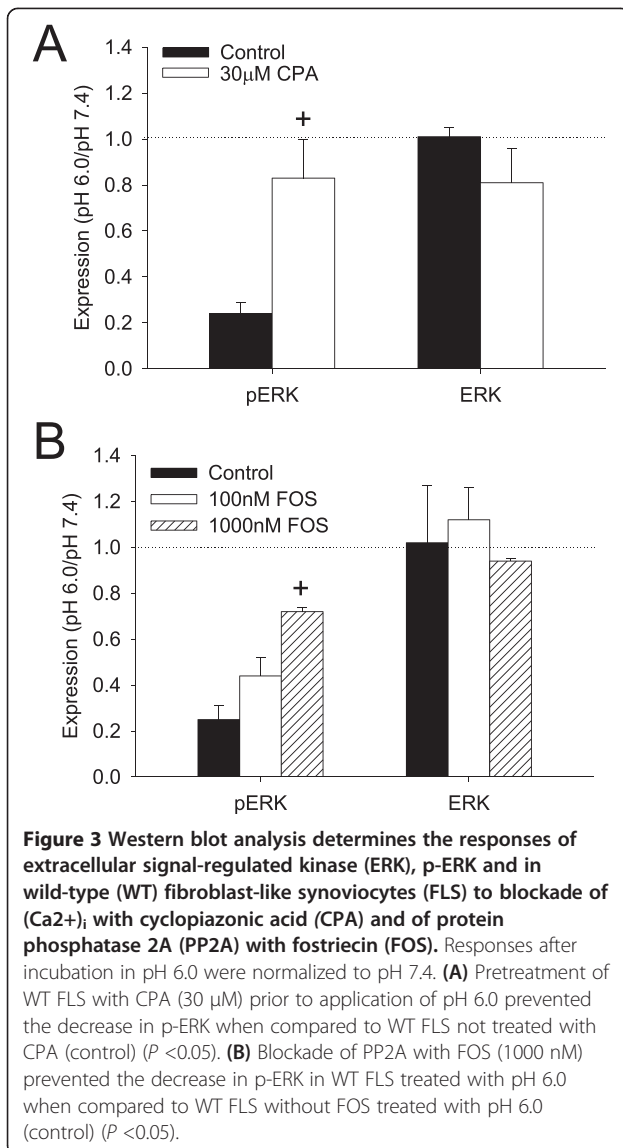 A
Control
30μM CPA
Expression (pH 6.0/pH 7.4)
1.4
1.2
1.0
0.8
0.6
0.4
0.2
0.0
+
pERK
ERK
B
Control
100nM FOS
1000nM FOS
Expression (pH 6.0/pH 7.4)
1.4
1.2
1.0
0.8
0.6
0.4
0.2
0.0
+
pERK
ERK
Figure 3 Western blot analysis determines the responses of
extracellular signal-regulated kinase (ERK), p-ERK and in
wild-type (WT) fibroblast-like synoviocytes (FLS) to blockade of
(Ca2+)i with cyclopiazonic acid (CPA) and of protein
phosphatase 2A (PP2A) with fostriecin (FOS). Responses after
incubation in pH 6.0 were normalized to pH 7.4. (A) Pretreatment of
WT FLS with CPA (30 μM) prior to application of pH 6.0 prevented
the decrease in p-ERK when compared to WT FLS not treated with
CPA (control) (P <0.05). (B) Blockade of PP2A with FOS (1000 nM)
prevented the decrease in p-ERK in WT FLS treated with pH 6.0
when compared to WT FLS without FOS treated with pH 6.0
(control) (P <0.05).